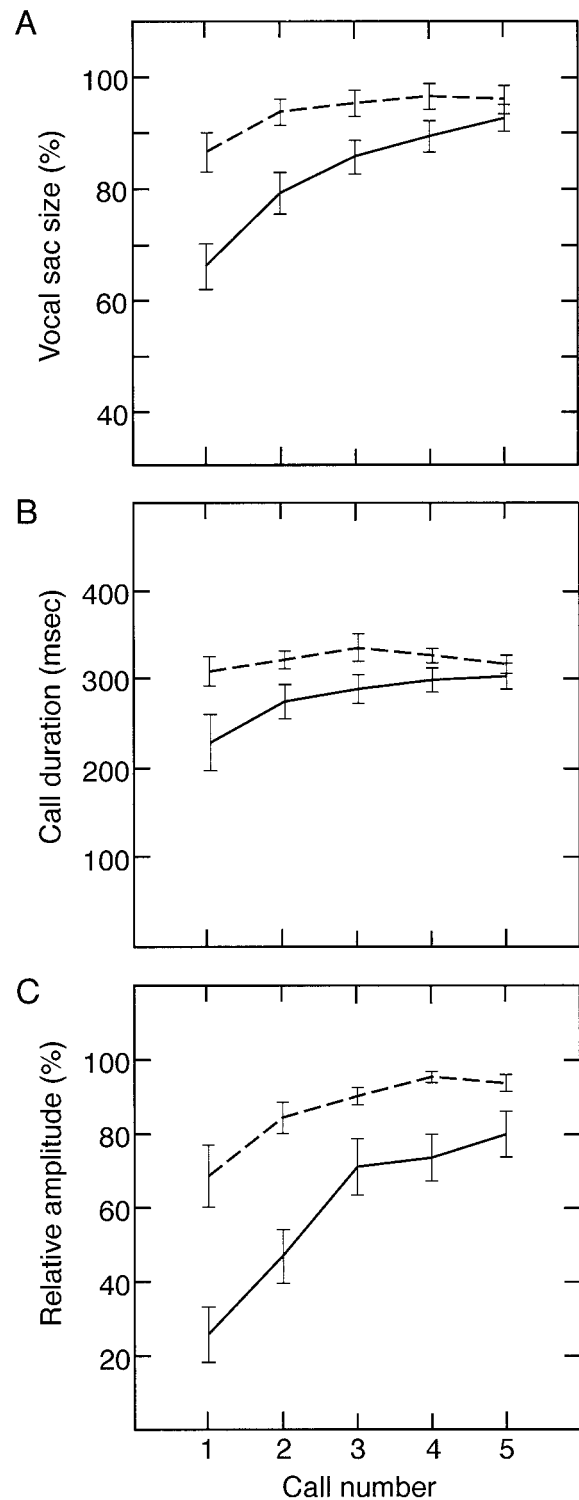 A
Vocal sac size (%)
100
80
60
40
B
Call duration (msec)
400
300
200
100
C
Relative amplitude (%)
100
80
60
40
20
1 2 3 4 5
Call number